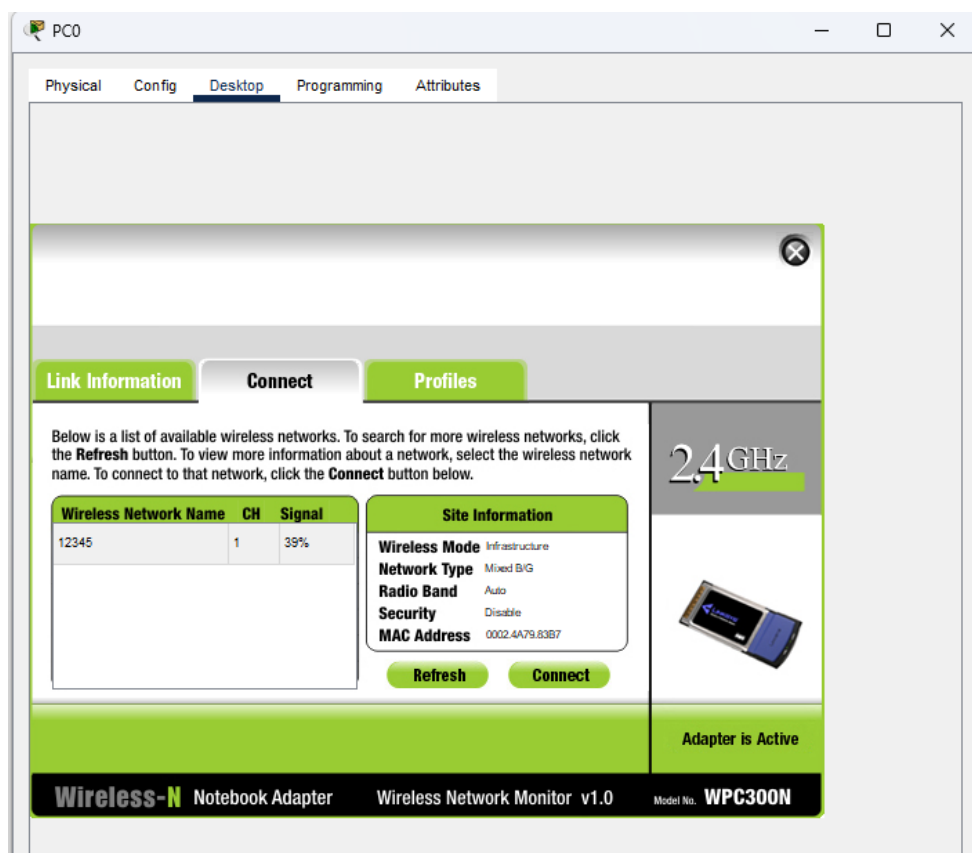 PC0
Physical Config Desktop Programming Attributes
Link Information Connect Profiles
Below is a list of available wireless networks. To search for more wireless networks, click
the Refresh button. To view more information about a network, select the wireless network
name. To connect to that network, click the Connect button below.
2.4GHz
Wireless Network Name CH Signal
12345 1 39%
Site Information
Wireless Mode Infrastructure
Network Type Mixed B/G
Radio Band Auto
Security Disable
MAC Address 0002.4A79.83B7
Refresh Connect
LINKSYS
Adapter is Active
Wireless-N Notebook Adapter Wireless Network Monitor v1.0 Model No. WPC300N